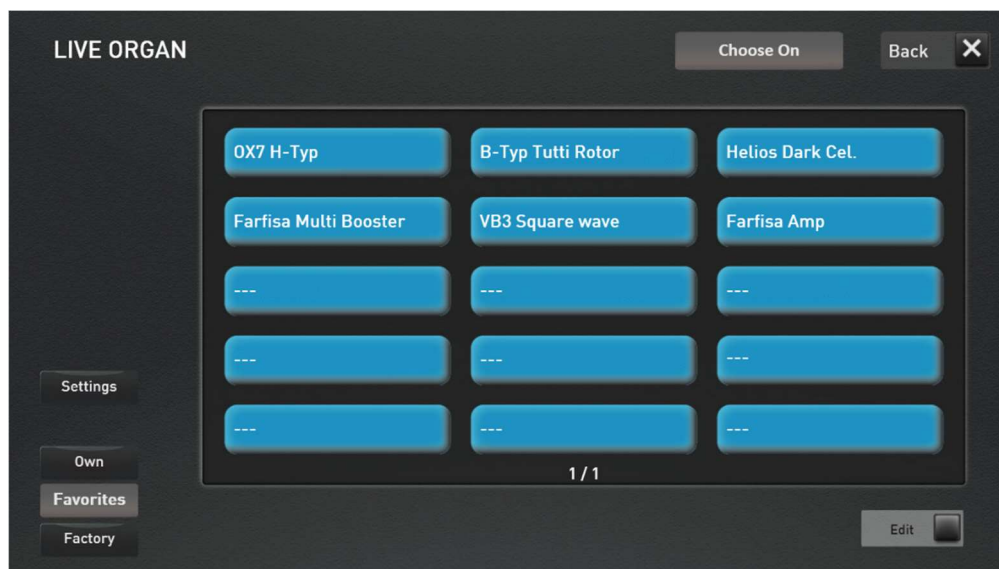 LIVE ORGAN
Choose On
Back
OX7 H-Typ
B-Typ Tutti Rotor
Helios Dark Cel.
Farfisa Multi Booster
VB3 Square wave
Farfisa Amp
---
---
---
---
---
---
---
---
---
1 / 1
Settings
Own
Favorites
Factory
Edit